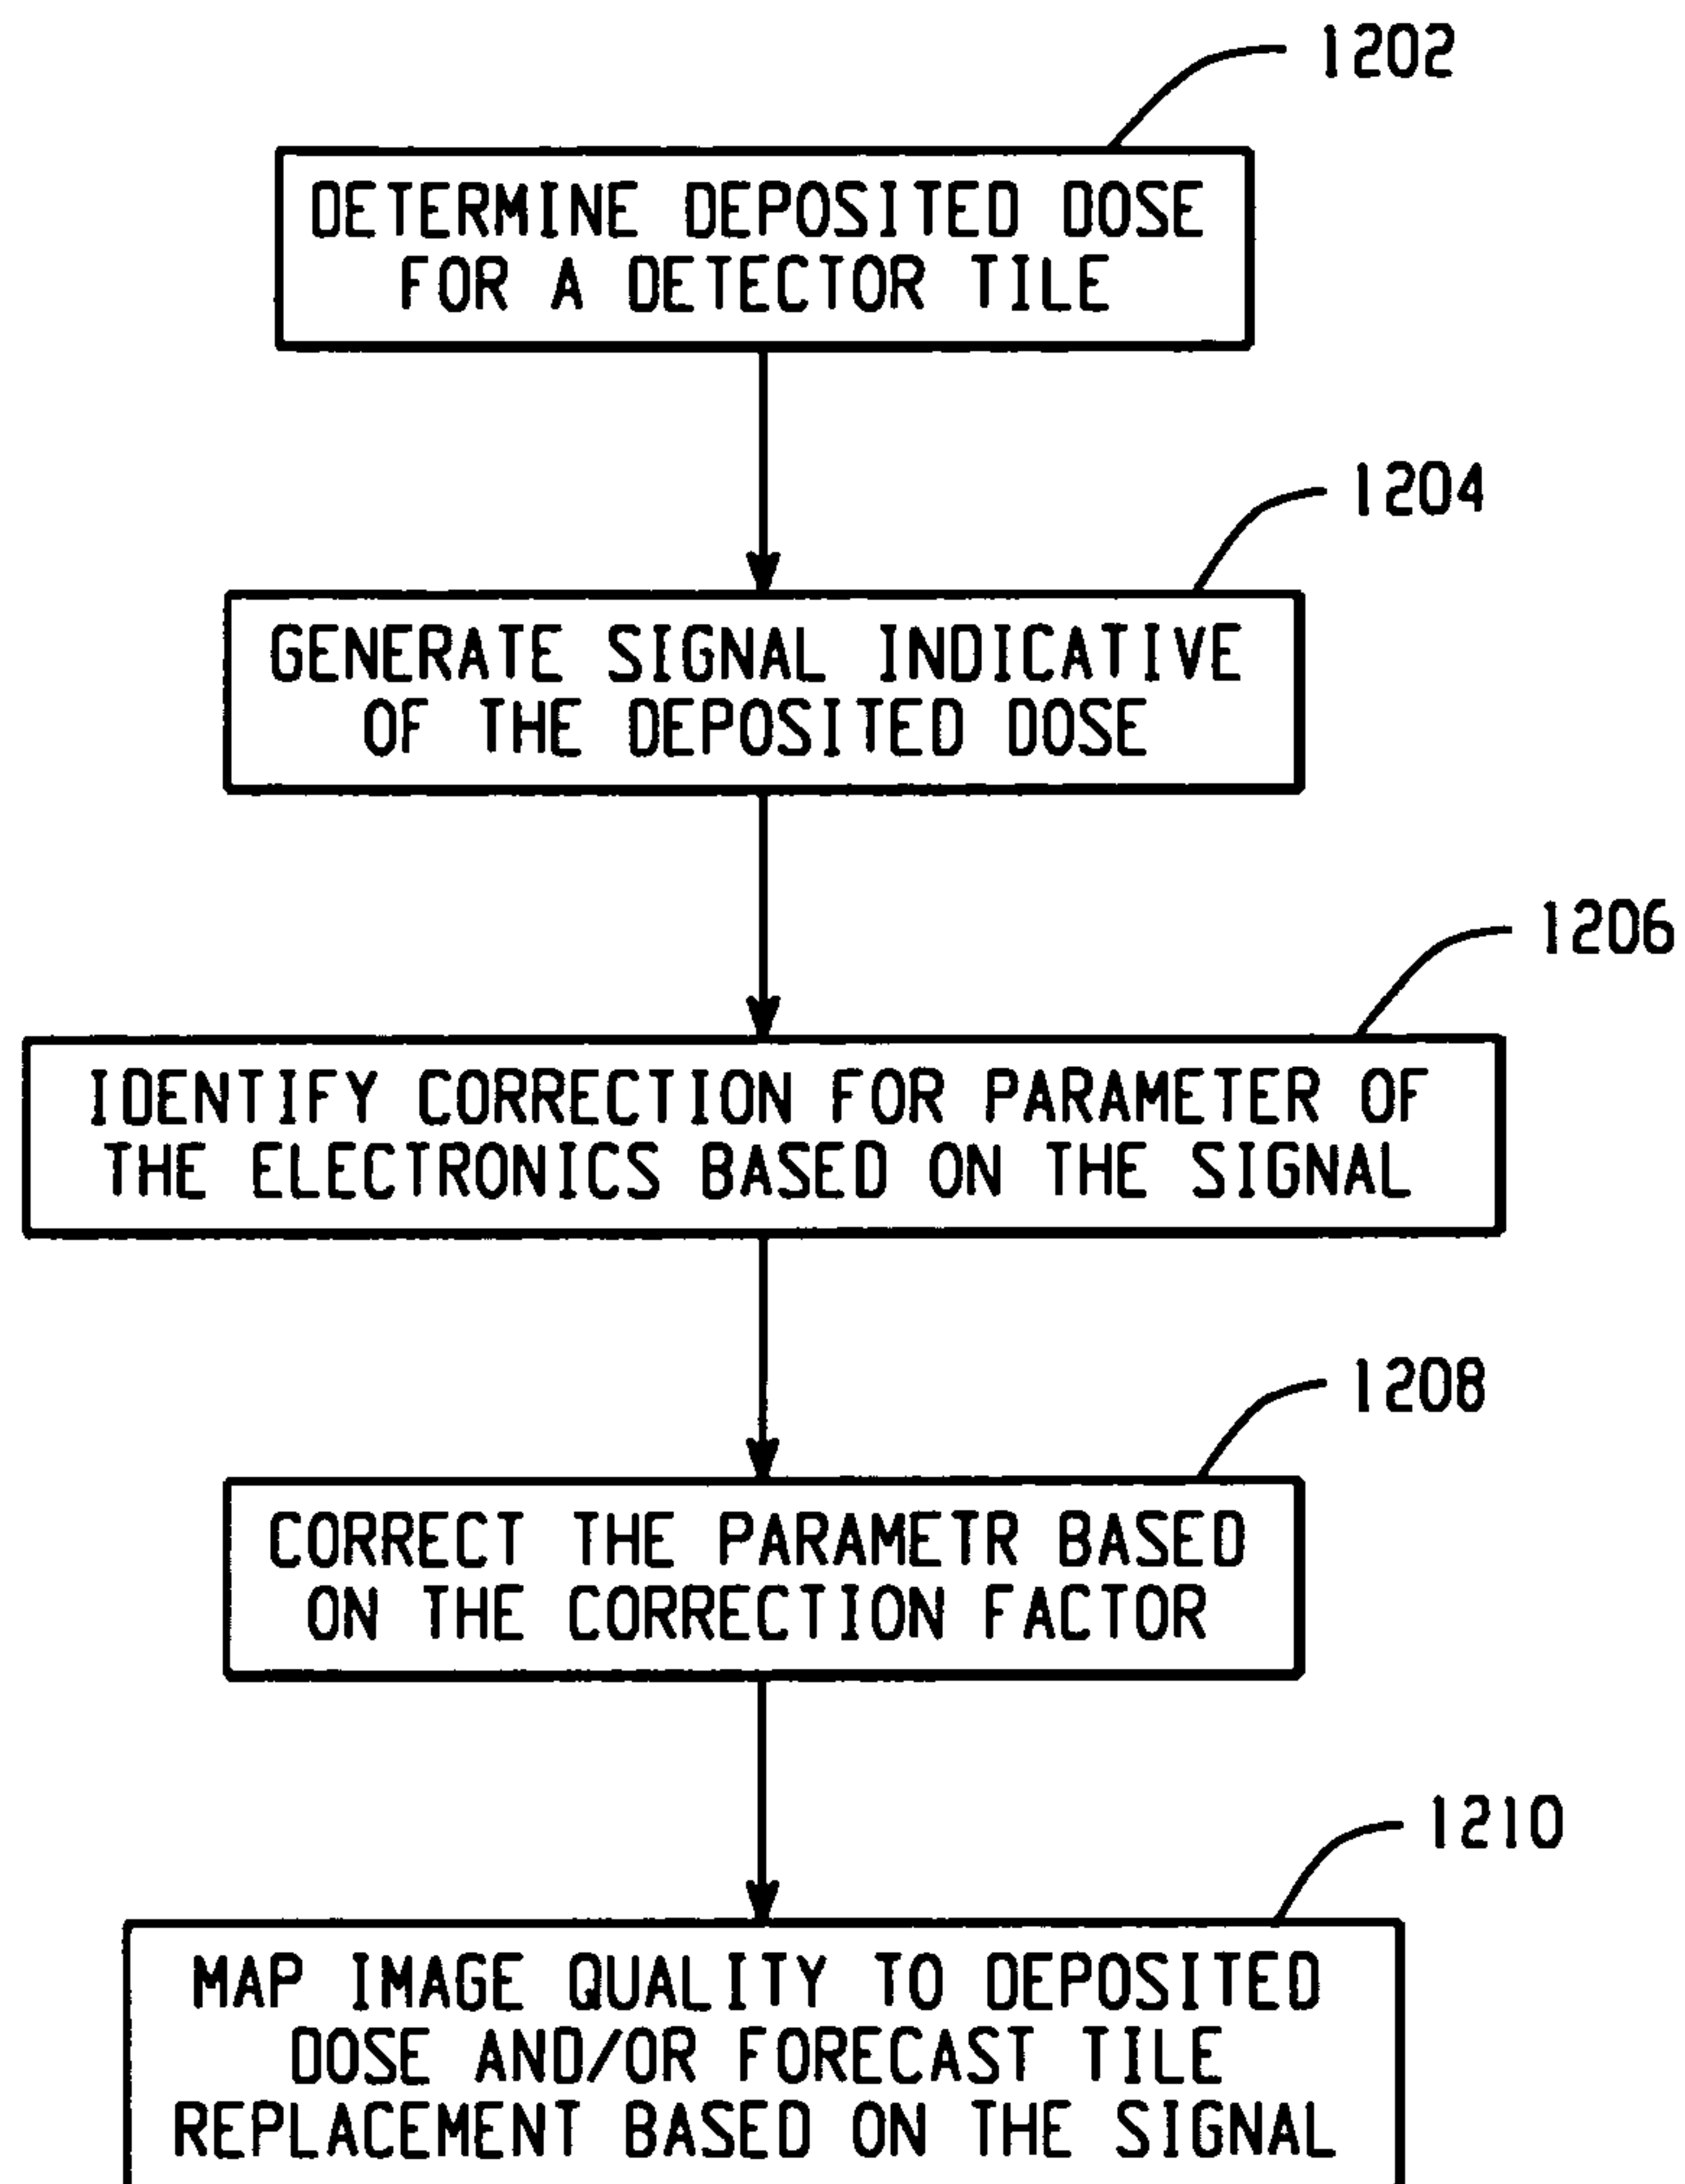 1202
DETERMINE DEPOSITED DOSE
FOR A DETECTOR TILE
1204
GENERATE SIGNAL INDICATIVE
OF THE DEPOSITED DOSE
1206
IDENTIFY CORRECTION FOR PARAMETER OF
THE ELECTRONICS BASED ON THE SIGNAL
1208
CORRECT THE PARAMETR BASED
ON THE CORRECTION FACTOR
1210
MAP IMAGE QUALITY TO DEPOSITED
DOSE AND/OR FORECAST TILE
REPLACEMENT BASED ON THE SIGNAL